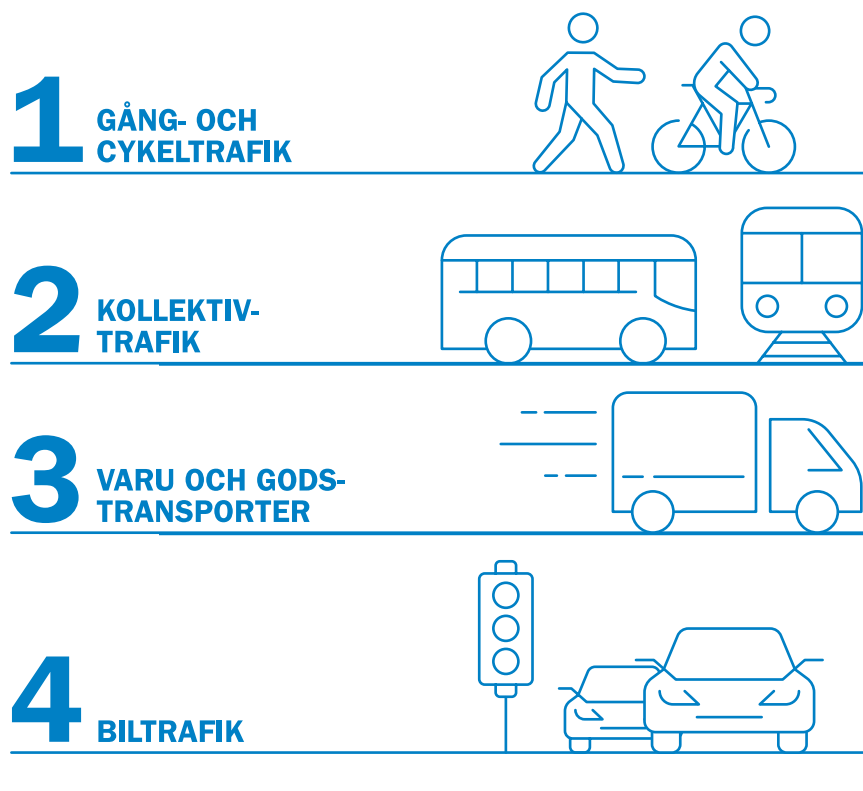 1 GÅNG- OCH
CYKELTRAFIK
2 KOLLEKTIV-
TRAFIK
3 VARU OCH GODS-
TRANSPORTER
4 BILTRAFIK